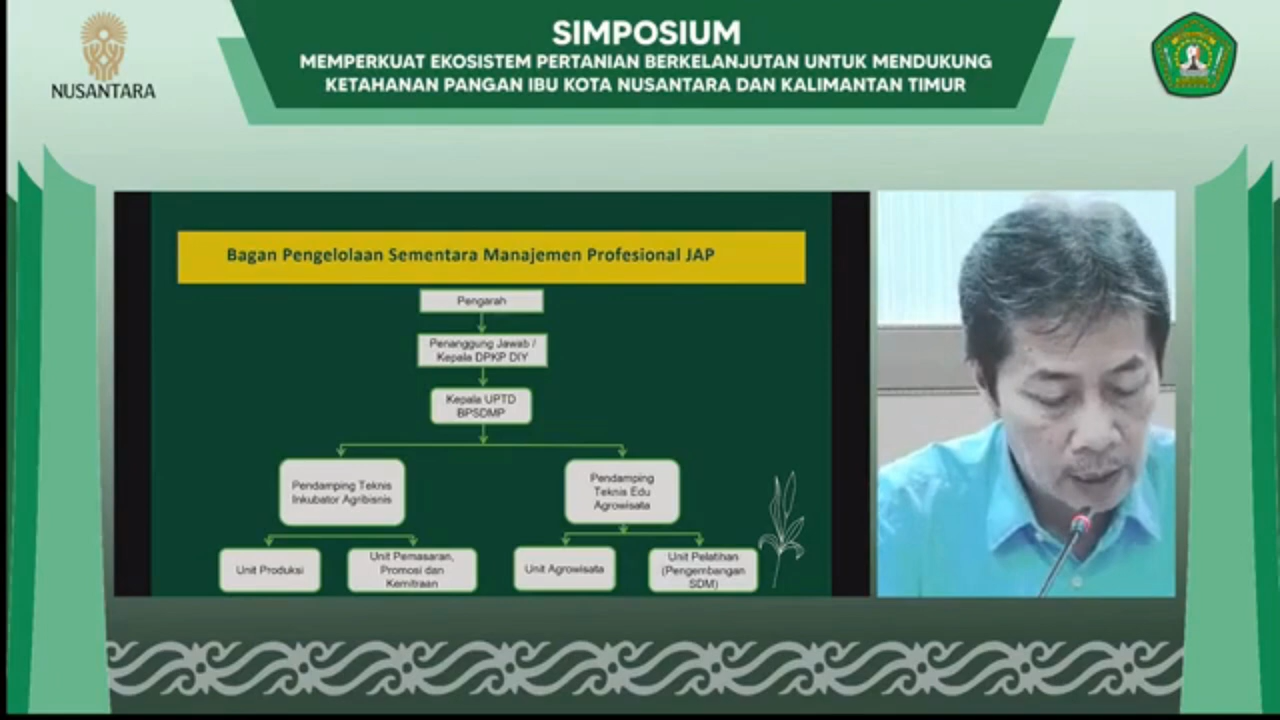 SIMPOSIUM
MEMPERKUAT EKOSISTEM PERTANIAN BERKELANJUTAN UNTUK MENDUKUNG
KETAHANAN PANGAN IBU KOTA NUSANTARA DAN KALIMANTAN TIMUR
NUSANTARA
Bagan Pengelolaan Sementara Manajemen Profesional JAP
Pengarah
Penanggung Jawab /
Kepala DPKP DIY
Kepala UPTD
BPSDMP
Pendamping Teknis
Inkubator Agribisnis
Pendamping
Teknis Edu
Agrowisata
Unit Produksi
Unit Pemasaran,
Promosi dan
Kemitraan
Unit Agrowisata
Unit Pelatihan
(Pengembangan
SDM)